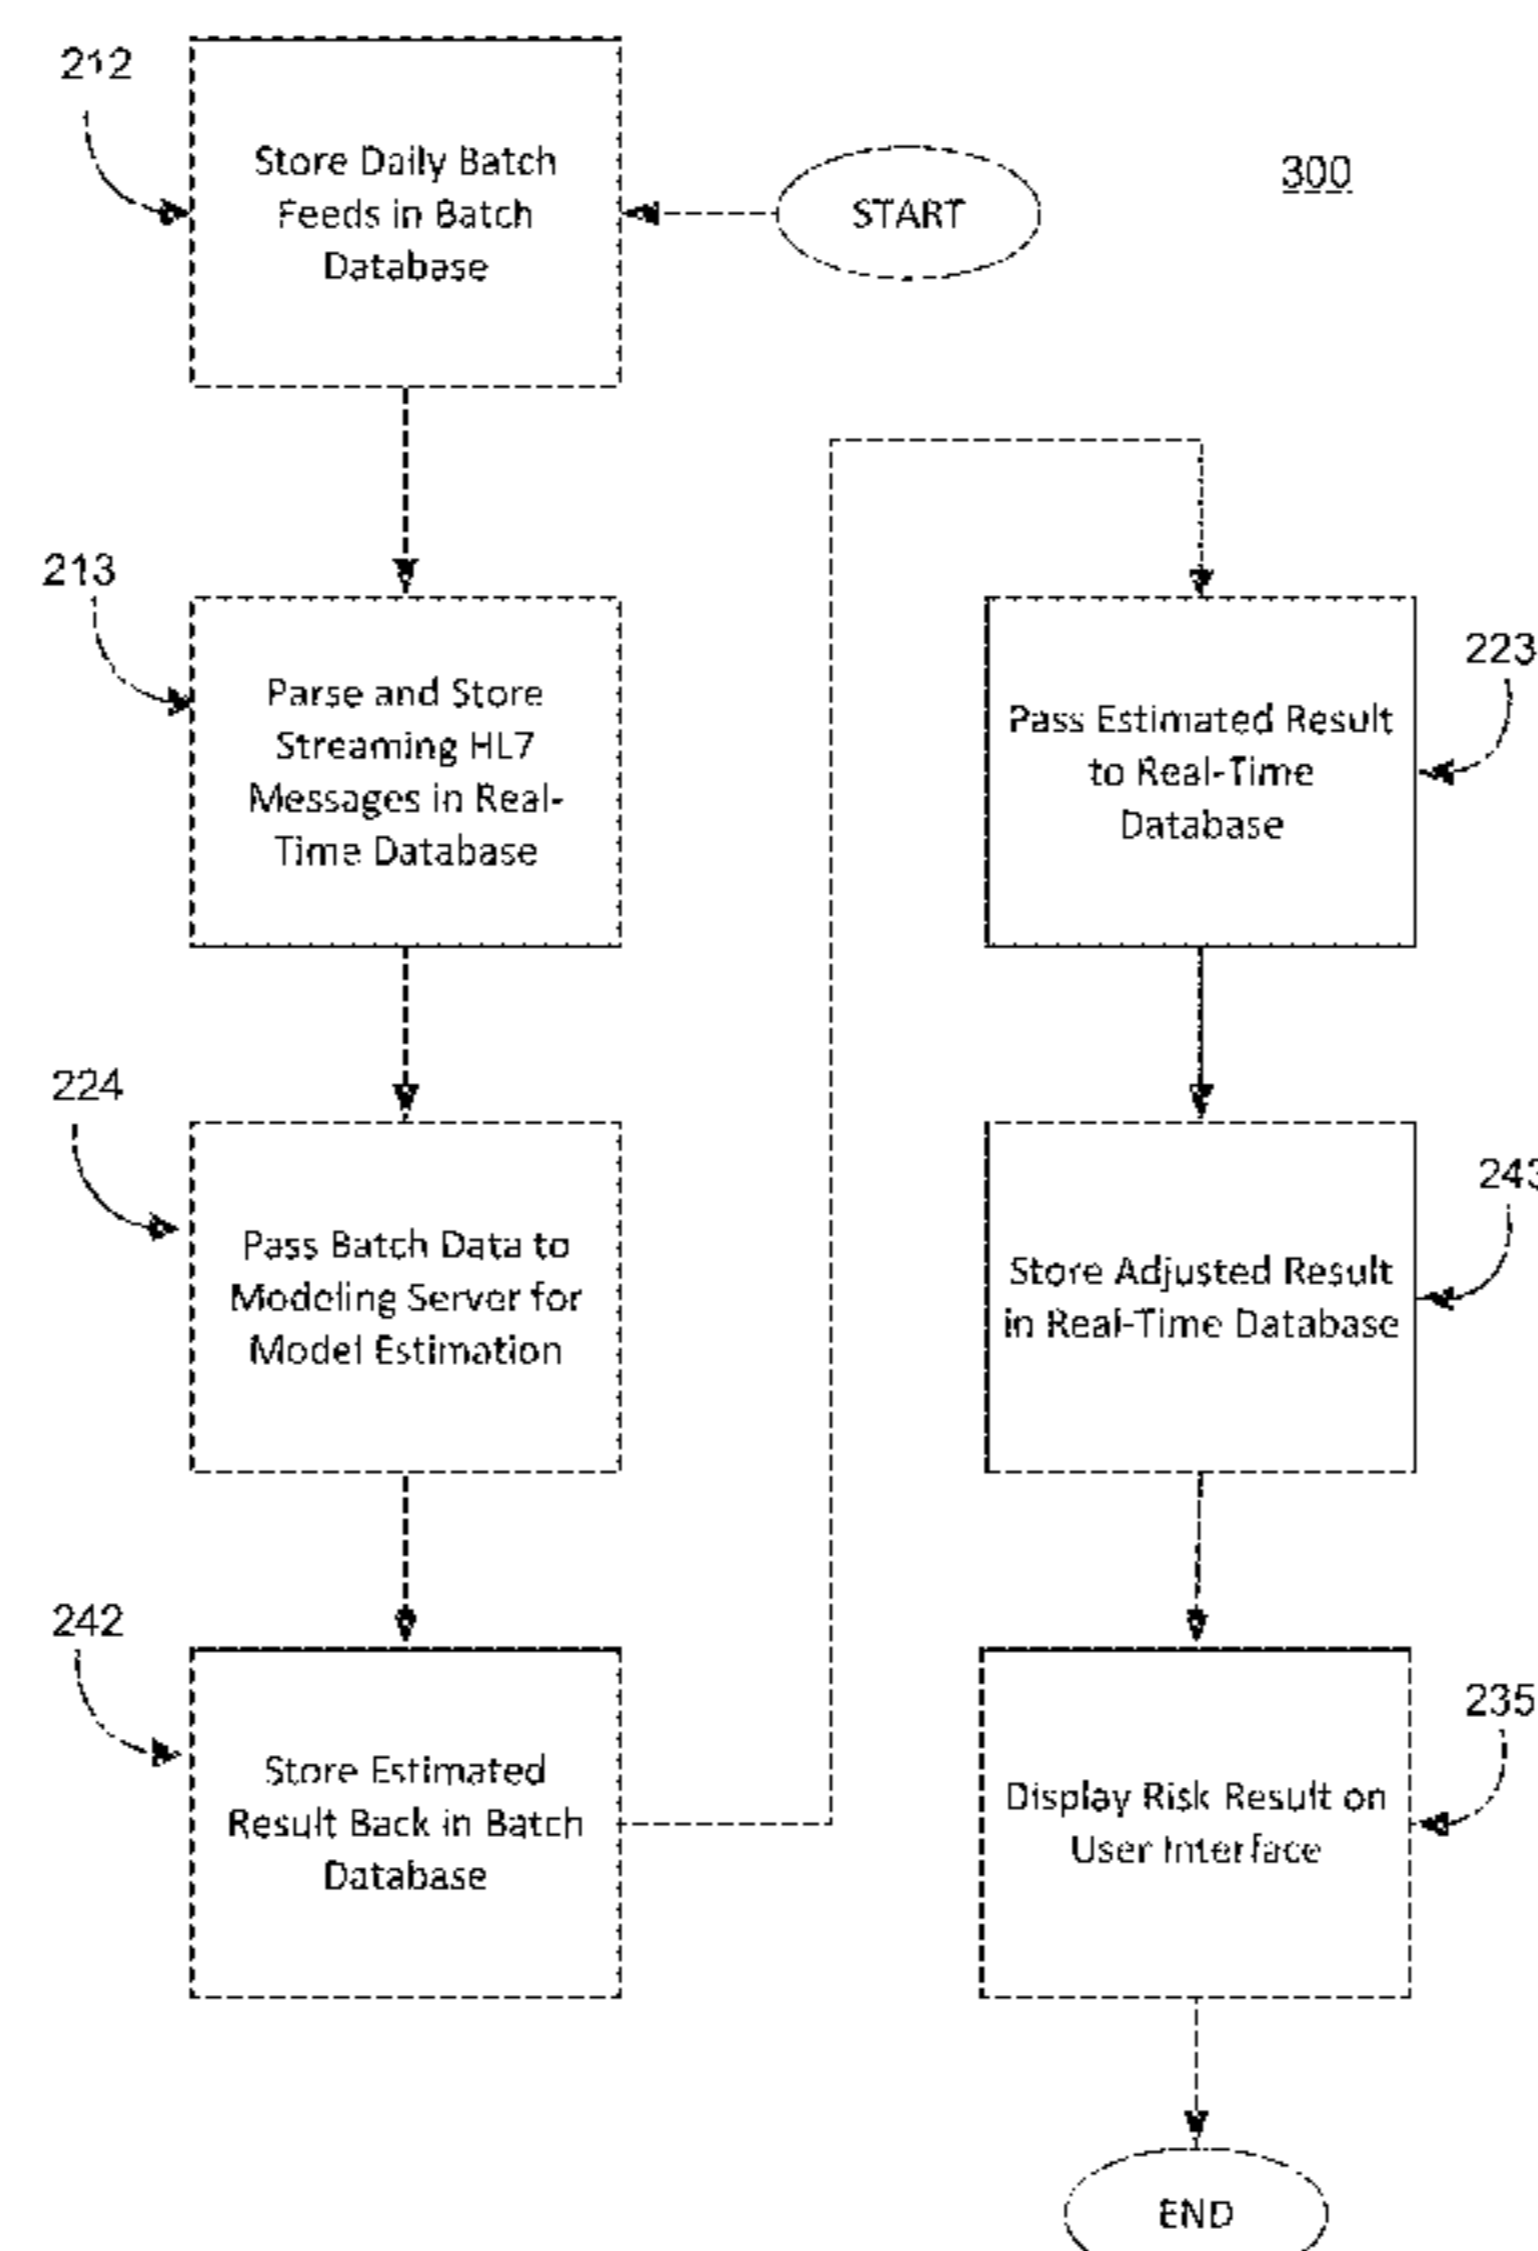 212
Store Daily Batch
Feeds in Batch
Database
START
300
213
Parse and Store
Streaming HL7
Messages in Real-
Time Database
224
Pass Batch Data to
Modeling Server for
Model Estimation
242
Store Estimated
Result Back in Batch
Database
223
Pass Estimated Result
to Real-Time
Database
243
Store Adjusted Result
in Real-Time Database
235
Display Risk Result on
User Interface
END